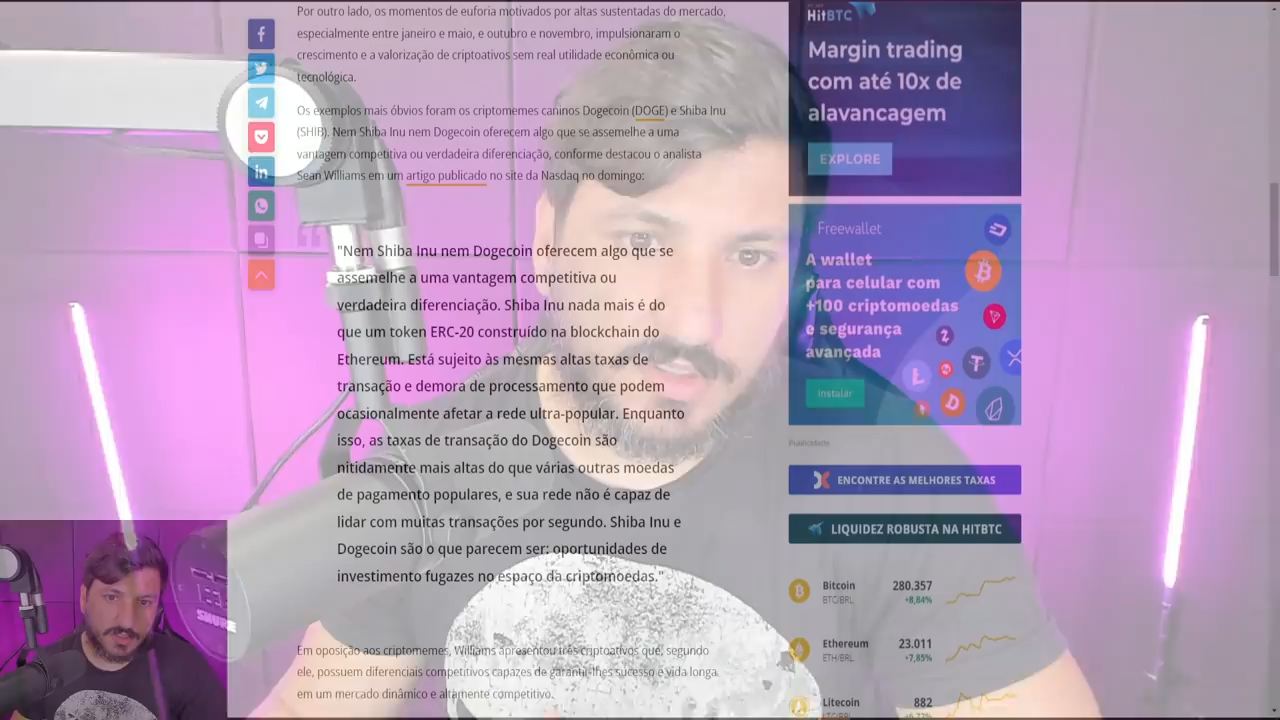 Por outro lado, os momentos de euforia motivados por altas sustentadas do mercado,
especialmente entre janeiro e maio, e outubro e novembro, impulsionaram o
crescimento e a valorização de criptoativos sem real utilidade econômica ou
tecnológica.
Os exemplos mais óbvios foram os criptomemes caninos Dogecoin (DOGE) e Shiba Inu
(SHIB). Nem Shiba Inu nem Dogecoin oferecem algo que se assemelhe a uma
vantagem competitiva ou verdadeira diferenciação, conforme destacou o analista
Sean Williams em um artigo publicado no site da Nasdaq no domingo:
"Nem Shiba Inu nem Dogecoin oferecem algo que se
assemelhe a uma vantagem competitiva ou
verdadeira diferenciação. Shiba Inu nada mais é do
que um token ERC-20 construído na blockchain do
Ethereum. Está sujeito às mesmas altas taxas de
transação e demora de processamento que podem
ocasionalmente afetar a rede ultra-popular. Enquanto
isso, as taxas de transação do Dogecoin são
nitidamente mais altas do que várias outras moedas
de pagamento populares, e sua rede não é capaz de
lidar com muitas transações por segundo. Shiba Inu e
Dogecoin são o que parecem ser: oportunidades de
investimento fugazes no espaço da criptomoedas."
Em oposição aos criptomemes, Williams apresentou três criptoativos que, segundo
ele, possuem diferenciais competitivos capazes de garantir-lhes sucesso e vida longa
em um mercado dinâmico e altamente competitivo.
HitBTC
Margin trading
com até 10x de
alavancagem
EXPLORE
Freewallet
A wallet
para celular com
+100 criptomoedas
e segurança
avançada
Instalar
Publicidade
ENCONTRE AS MELHORES TAXAS
LIQUIDEZ ROBUSTA NA HITBTC
Bitcoin 280.357
BTC/BRL +8,84%
Ethereum 23.011
ETH/BRL +7,85%
Litecoin 882
LTC/BRL +6,72%
SHURE